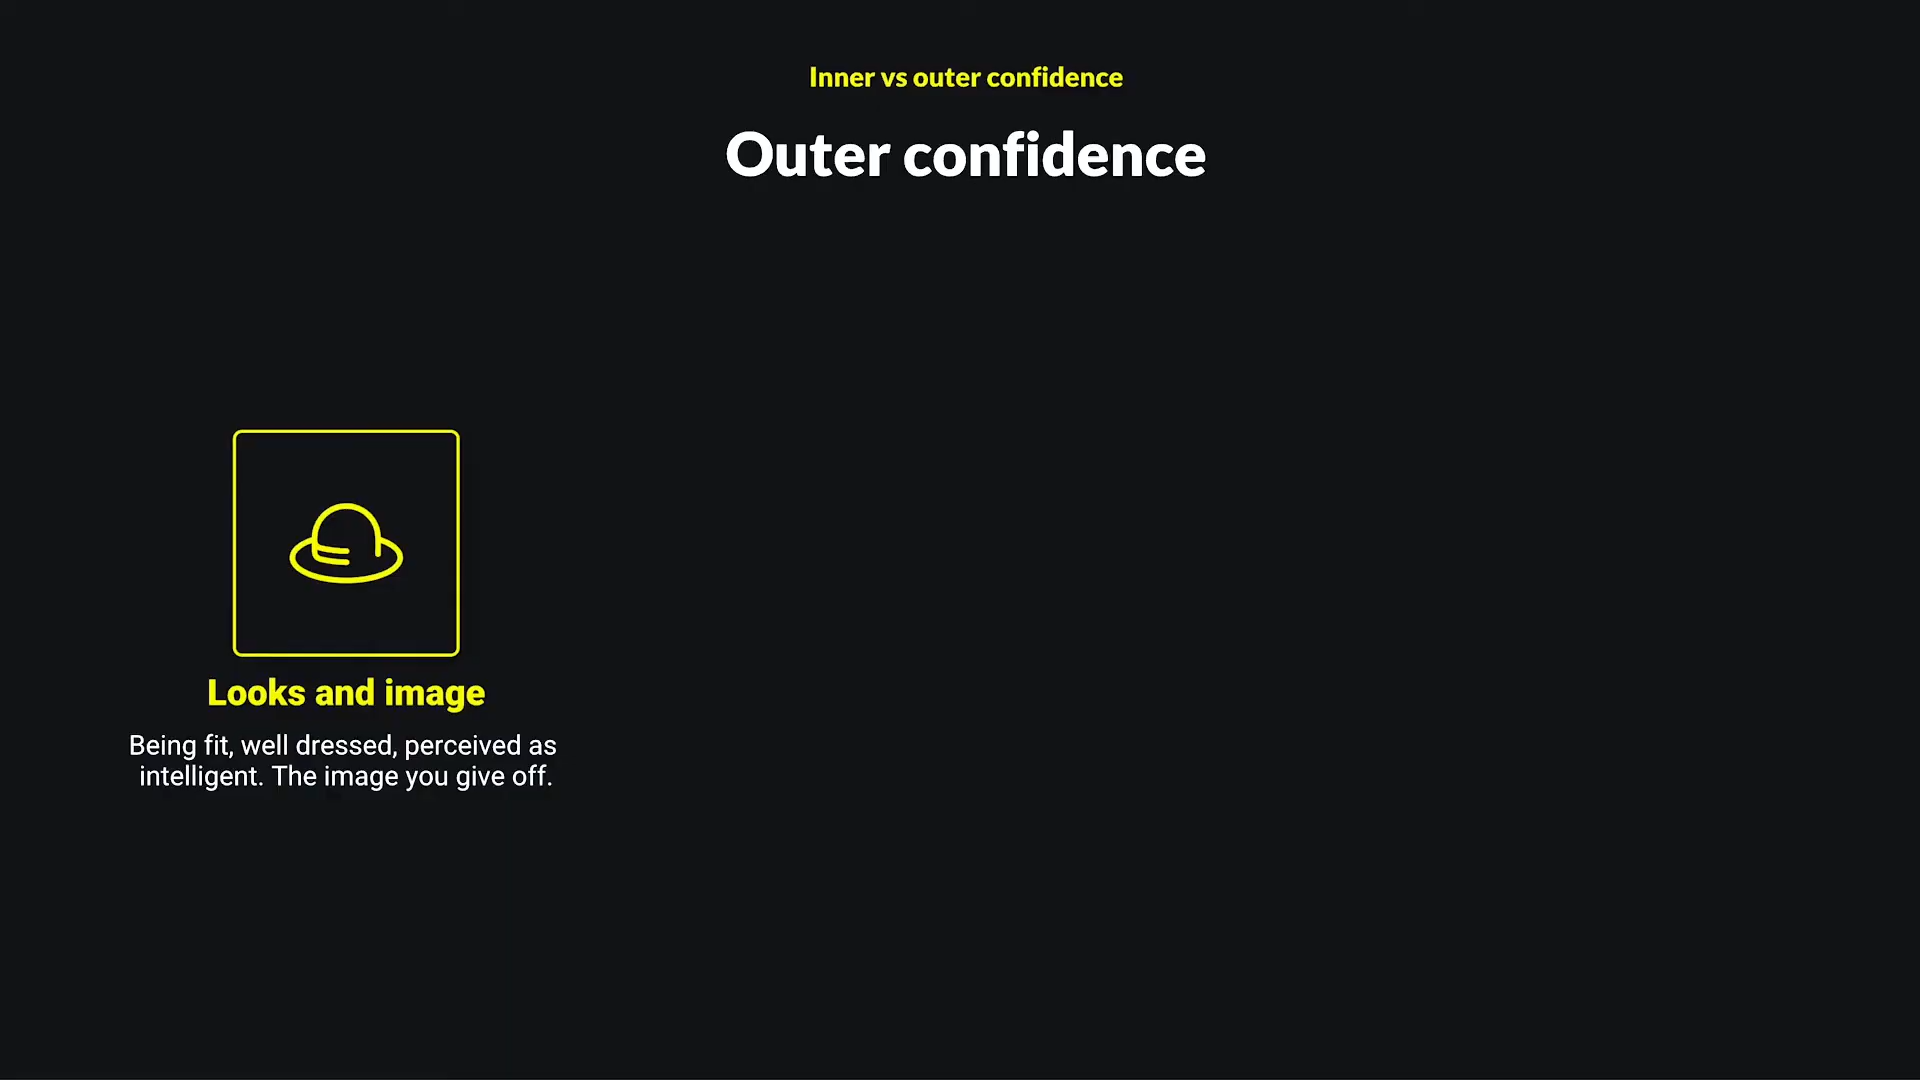 Inner vs outer confidence
Outer confidence
Looks and image
Being fit, well dressed, perceived as
intelligent. The image you give off.